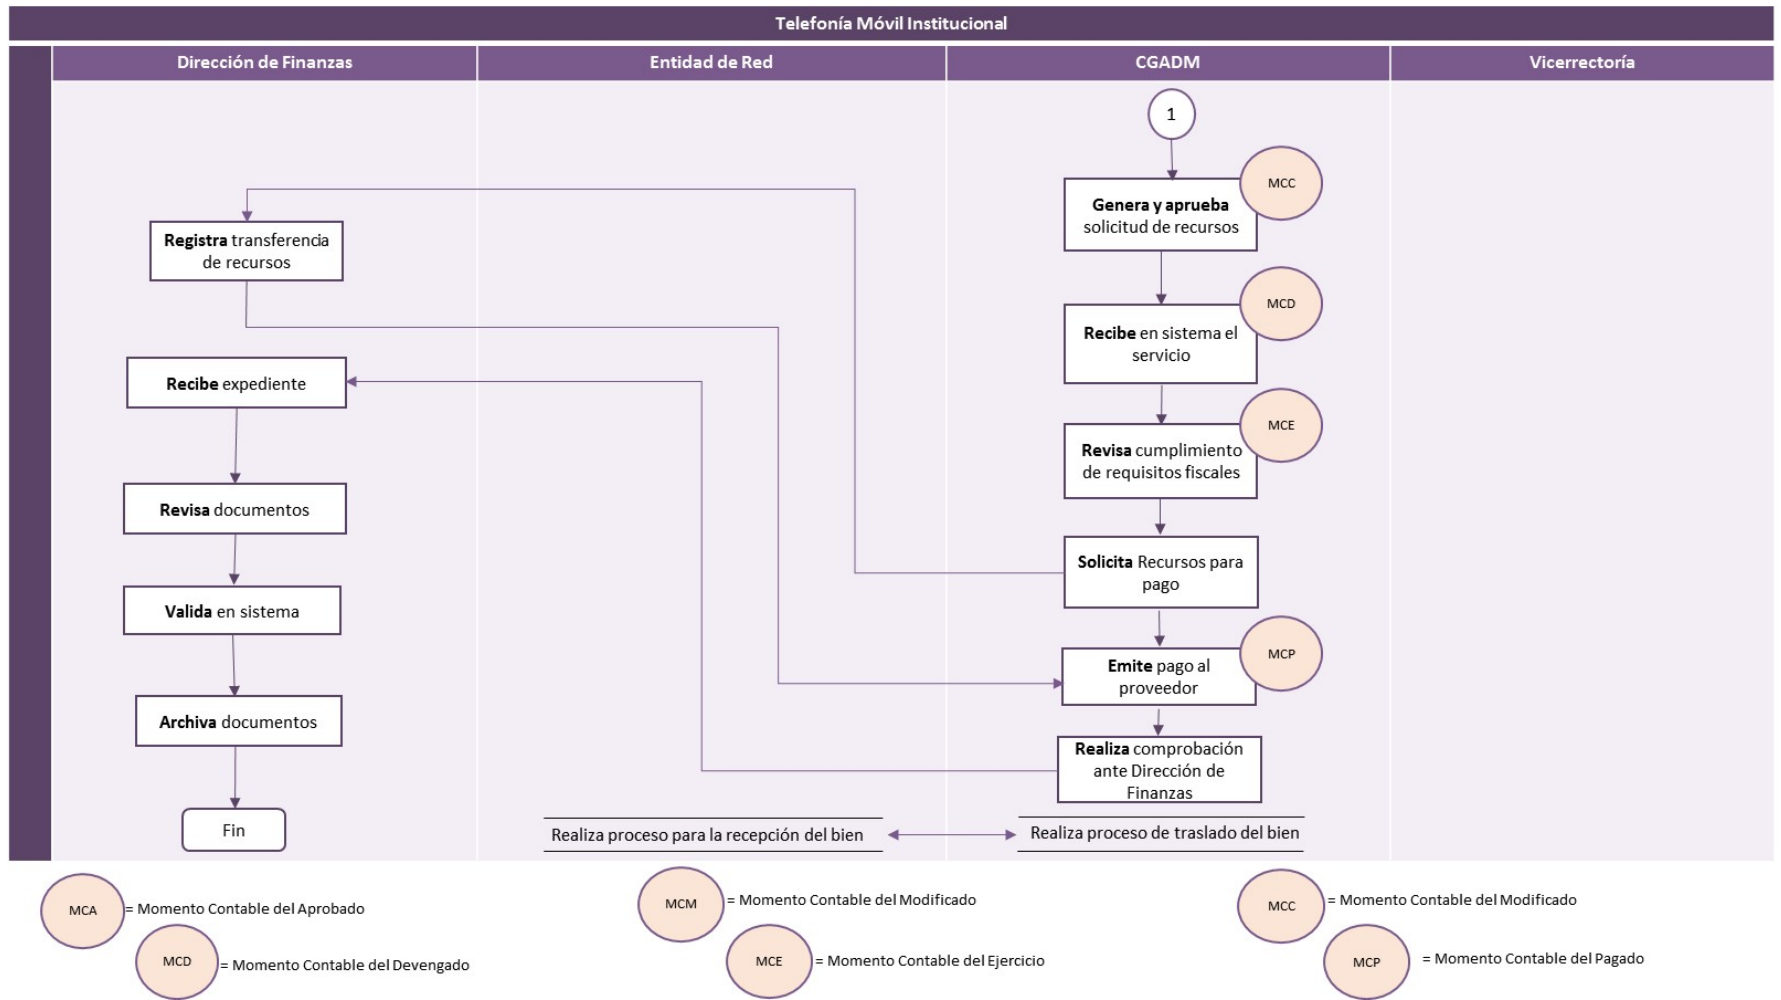 Telefonía Móvil Institucional
Dirección de Finanzas
Entidad de Red
CGADM
Vicerrectoría
1
MCC
Genera y aprueba
solicitud de recursos
Registra transferencia
de recursos
MCD
Recibe en sistema el
servicio
Recibe expediente
MCE
Revisa cumplimiento
de requisitos fiscales
Revisa documentos
Solicita Recursos para
pago
Valida en sistema
MCP
Emite pago al
proveedor
Archiva documentos
Realiza comprobación
ante Dirección de
Finanzas
Fin
Realiza proceso para la recepción del bien
Realiza proceso de traslado del bien
MCA = Momento Contable del Aprobado
MCM = Momento Contable del Modificado
MCC = Momento Contable del Modificado
MCD = Momento Contable del Devengado
MCE = Momento Contable del Ejercicio
MCP = Momento Contable del Pagado